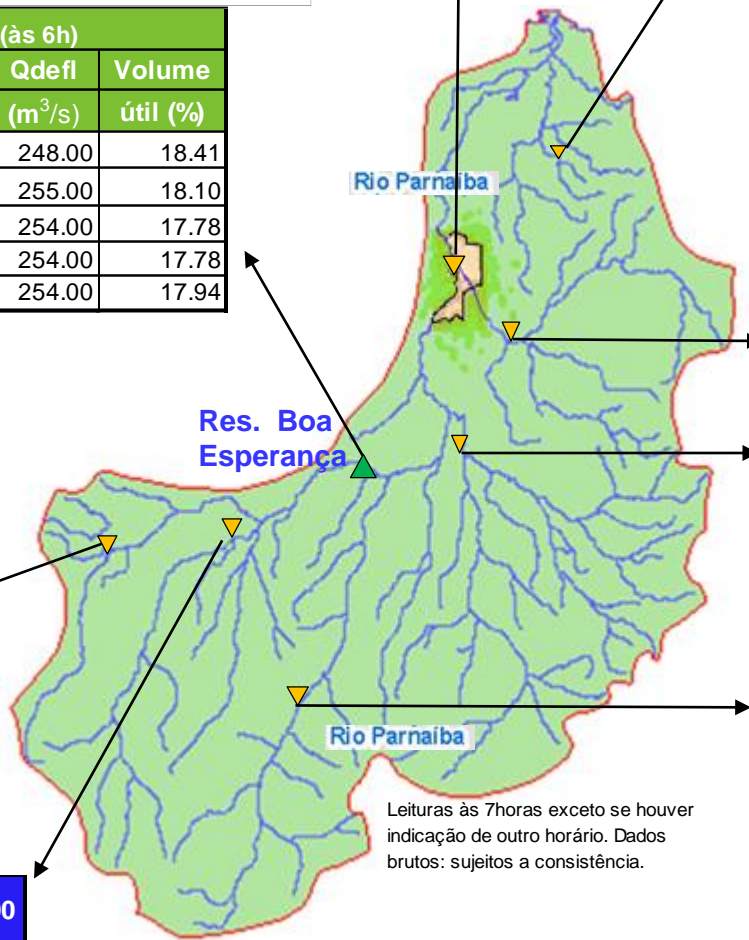 (às 6h)
Qdefl Volume
(m³/s) útil (%)
248.00 18.41
255.00 18.10
254.00 17.78
254.00 17.78
254.00 17.94
Rio Parnaíba
Res. Boa
Esperança
Rio Parnaíba
Leituras às 7horas exceto se houver
indicação de outro horário. Dados
brutos: sujeitos a consistência.